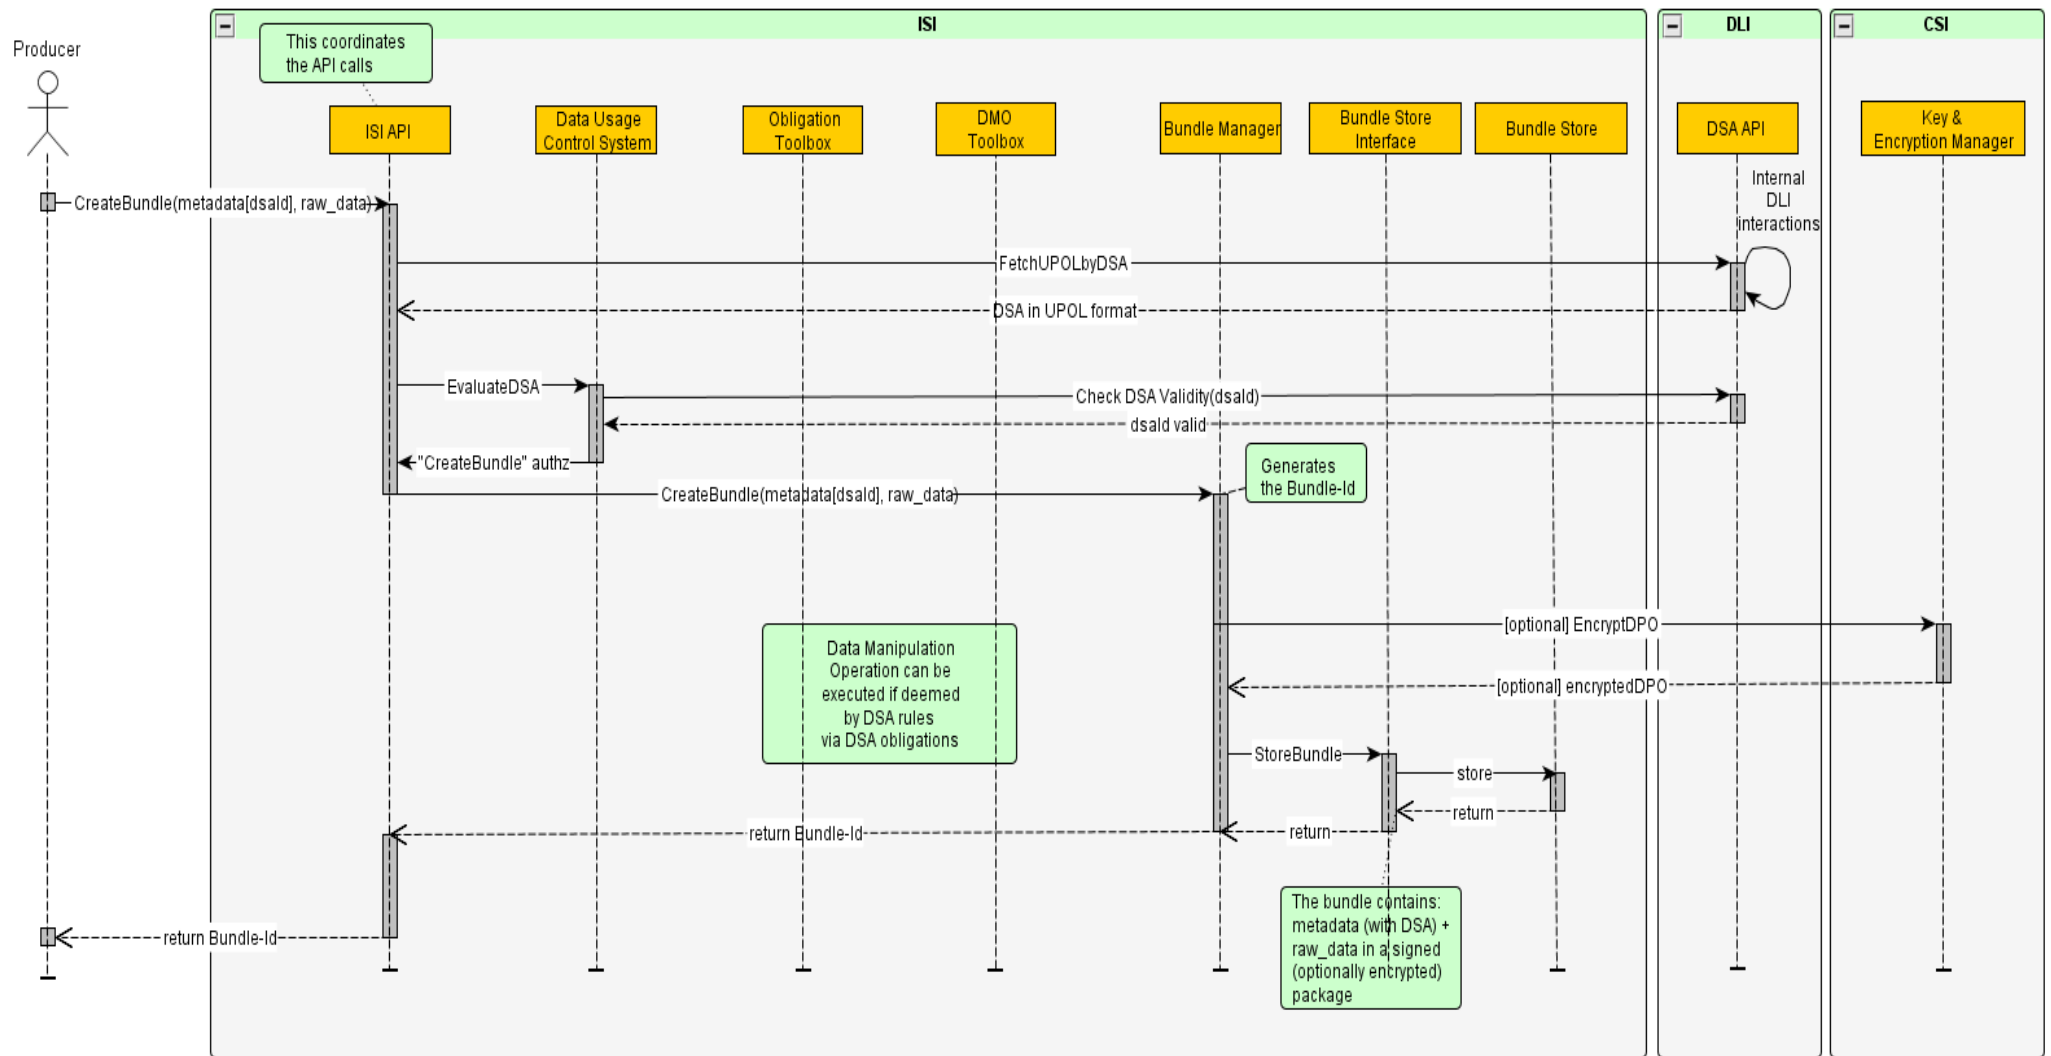 ISI
DLI
CSI
Producer
This coordinates
the API calls
ISI API
Data Usage
Control System
Obligation
Toolbox
DMO
Toolbox
Bundle Manager
Bundle Store
Interface
Bundle Store
DSA API
Key &
Encryption Manager
Internal
DLI
interactions
CreateBundle(metadata[dsaId], raw_data)
FetchUPOLbyDSA
DSA in UPOL format
EvaluateDSA
Check DSA Validity(dsaId)
dsaId valid
"CreateBundle" authz
Generates
the Bundle-Id
CreateBundle(metadata[dsaId], raw_data)
[optional] EncryptDPO
Data Manipulation
Operation can be
executed if deemed
by DSA rules
via DSA obligations
[optional] encryptedDPO
StoreBundle
store
return
return Bundle-Id
return
The bundle contains:
metadata (with DSA) +
raw_data in a signed
(optionally encrypted)
package
return Bundle-Id